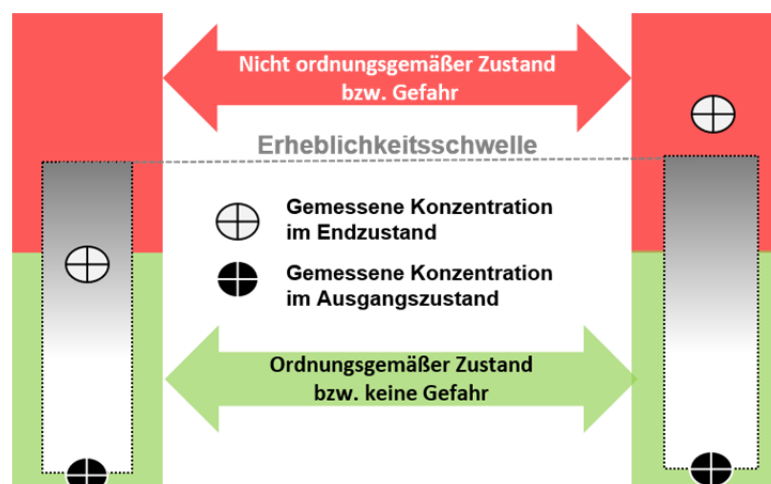 Nicht ordnungsgemäßer Zustand
bzw. Gefahr
Erheblichkeitsschwelle
Gemessene Konzentration
im Endzustand
Gemessene Konzentration
im Ausgangszustand
Ordnungsgemäßer Zustand
bzw. keine Gefahr